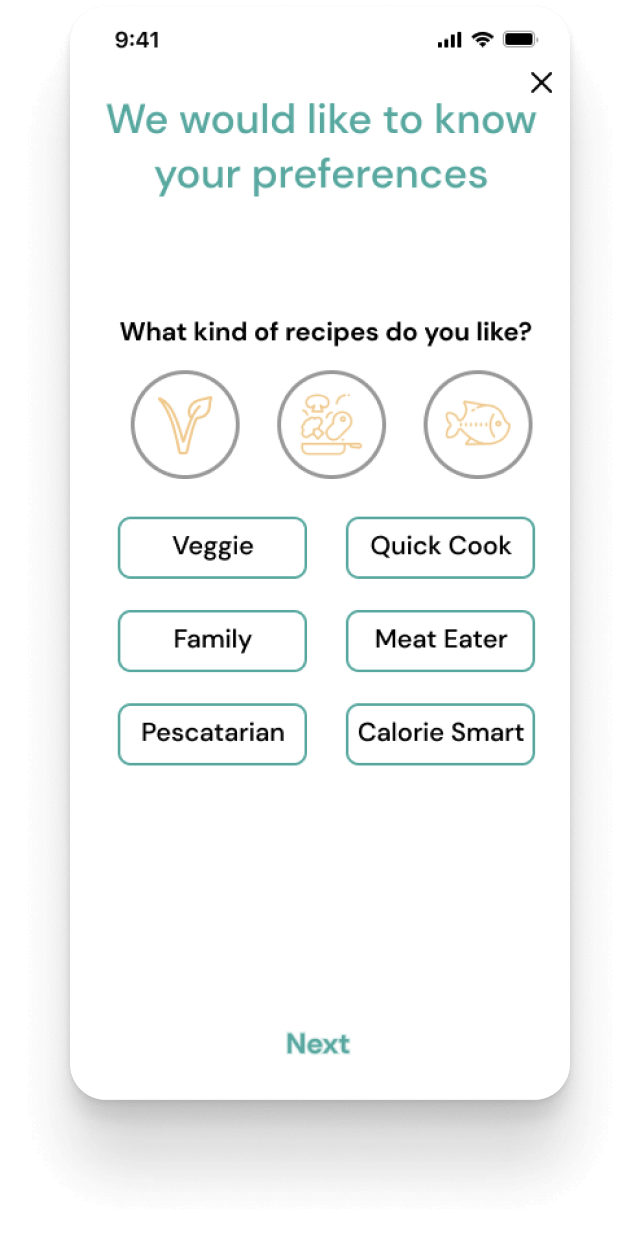 9:41
We would like to know
your preferences
What kind of recipes do you like?
Veggie
Quick Cook
Family
Meat Eater
Pescatarian
Calorie Smart
Next